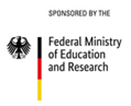 SPONSORED BY THE
Federal Ministry
of Education
and Research